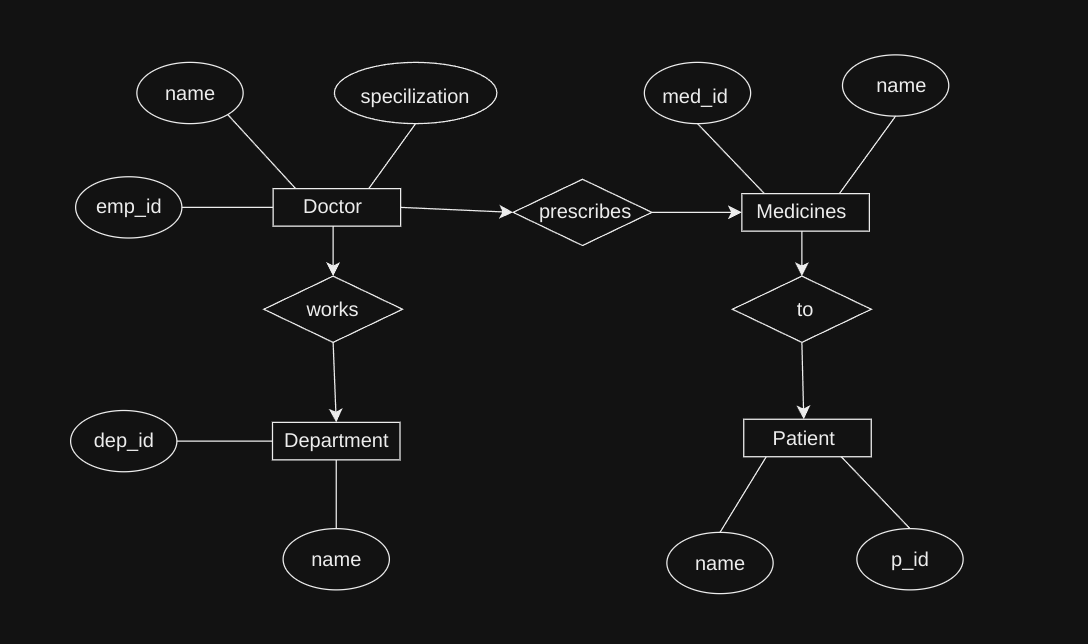 name
specilization
med_id
name
emp_id
Doctor
prescribes
Medicines
works
to
dep_id
Department
Patient
name
name
p_id